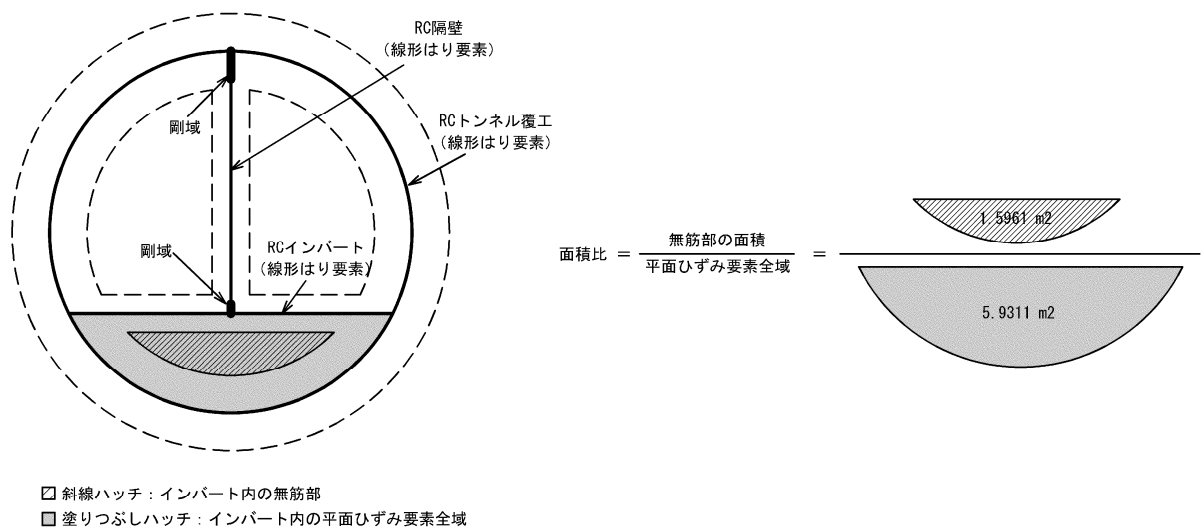 RC隔壁
(線形はり要素)
剛域
RCトンネル覆工
(線形はり要素)
剛域
RCインバート
(線形はり要素)
面積比 = 無筋部の面積 =
平面ひずみ要素全域
1.5961 m2
5.9311 m2
斜線ハッチ：インバート内の無筋部
塗りつぶしハッチ：インバート内の平面ひずみ要素全域